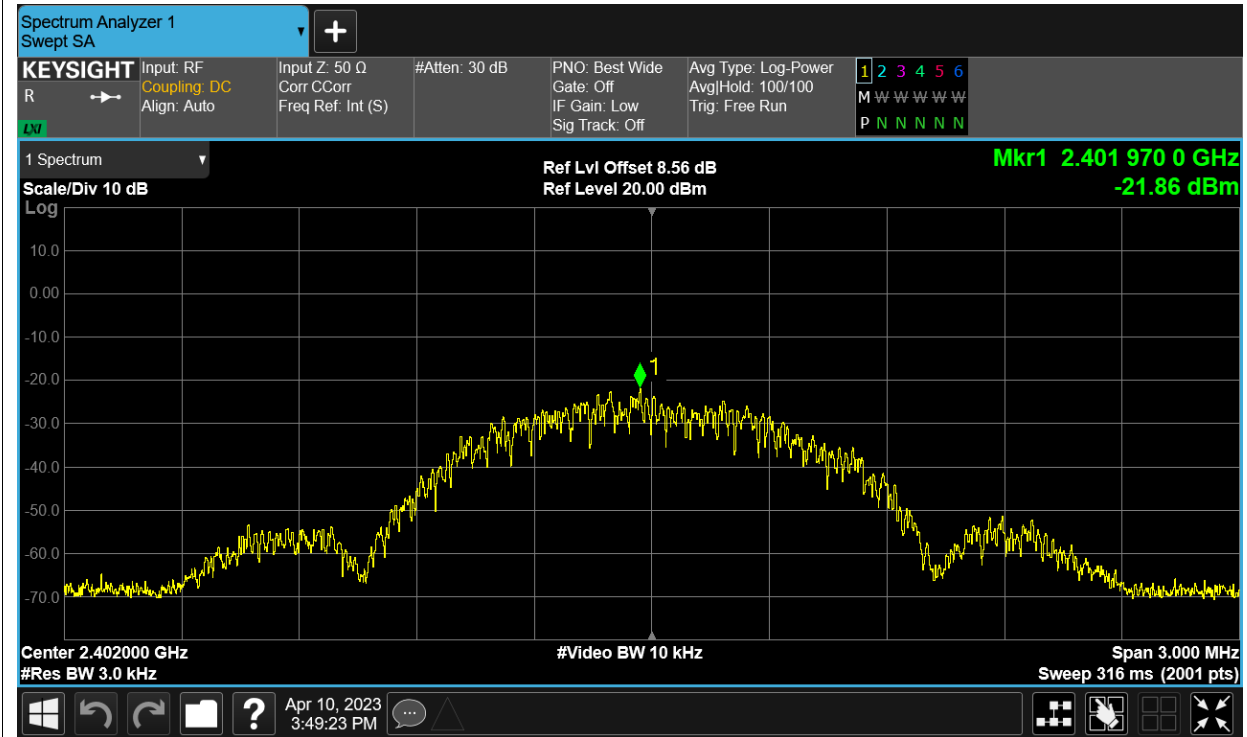 Spectrum Analyzer 1
Swept SA
+
KEYSIGHT
R
LXI
Input: RF
Coupling: DC
Align: Auto
Input Z: 50 Ω
Corr CCorr
Freq Ref: Int (S)
#Atten: 30 dB
PNO: Best Wide
Gate: Off
IF Gain: Low
Sig Track: Off
Avg Type: Log-Power
Avg|Hold: 100/100
Trig: Free Run
1 2 3 4 5 6
M W W W W W
P N N N N N
1 Spectrum
Scale/Div 10 dB
Log
Ref Lvl Offset 8.56 dB
Ref Level 20.00 dBm
Mkr1 2.401 970 0 GHz
-21.86 dBm
10.0
0.00
-10.0
1
-20.0
-30.0
-40.0
-50.0
-60.0
-70.0
Center 2.402000 GHz
#Video BW 10 kHz
Span 3.000 MHz
#Res BW 3.0 kHz
Sweep 316 ms (2001 pts)
?
Apr 10, 2023
3:49:23 PM